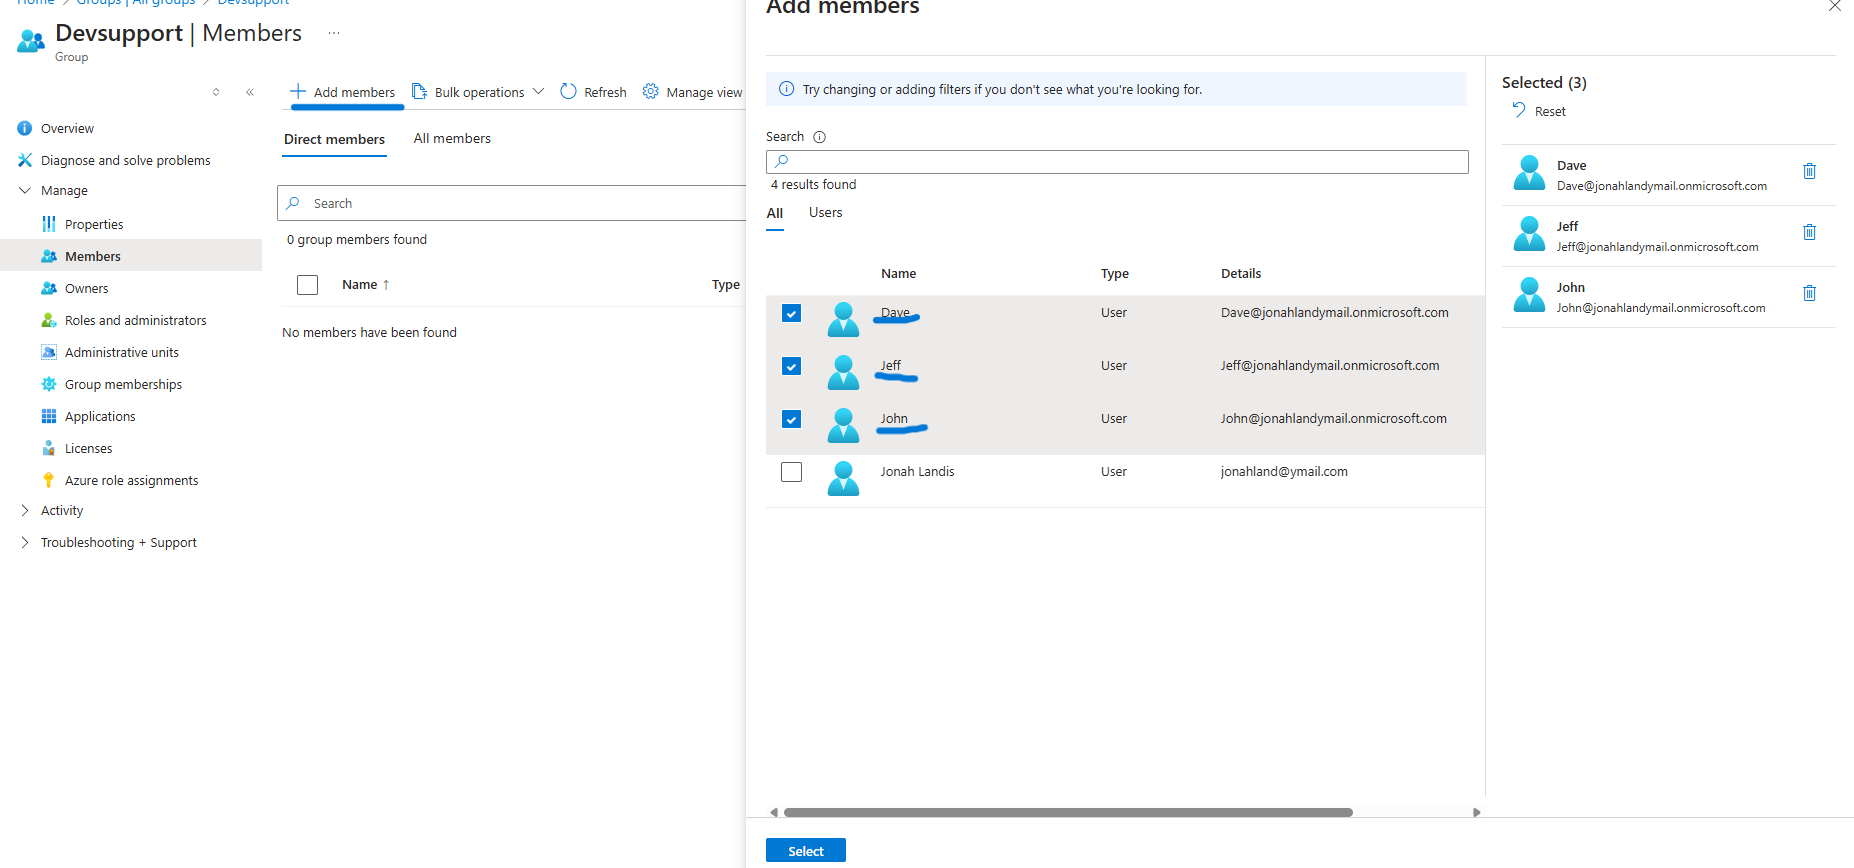 Home > Groups | All groups > Devsupport
Devsupport | Members ...
Group
Add members
Bulk operations
Refresh
Manage view
Overview
Diagnose and solve problems
Manage
Properties
Members
Owners
Roles and administrators
Administrative units
Group memberships
Applications
Licenses
Azure role assignments
Activity
Troubleshooting + Support
Direct members
All members
Search
0 group members found
Name ↑
Type
No members have been found
Add members
Try changing or adding filters if you don't see what you're looking for.
Search
4 results found
All
Users
Name Type Details
Dave User Dave@jonahlandymail.onmicrosoft.com
Jeff User Jeff@jonahlandymail.onmicrosoft.com
John User John@jonahlandymail.onmicrosoft.com
Jonah Landis User jonahland@ymail.com
Select
Selected (3)
Reset
Dave
Dave@jonahlandymail.onmicrosoft.com
Jeff
Jeff@jonahlandymail.onmicrosoft.com
John
John@jonahlandymail.onmicrosoft.com